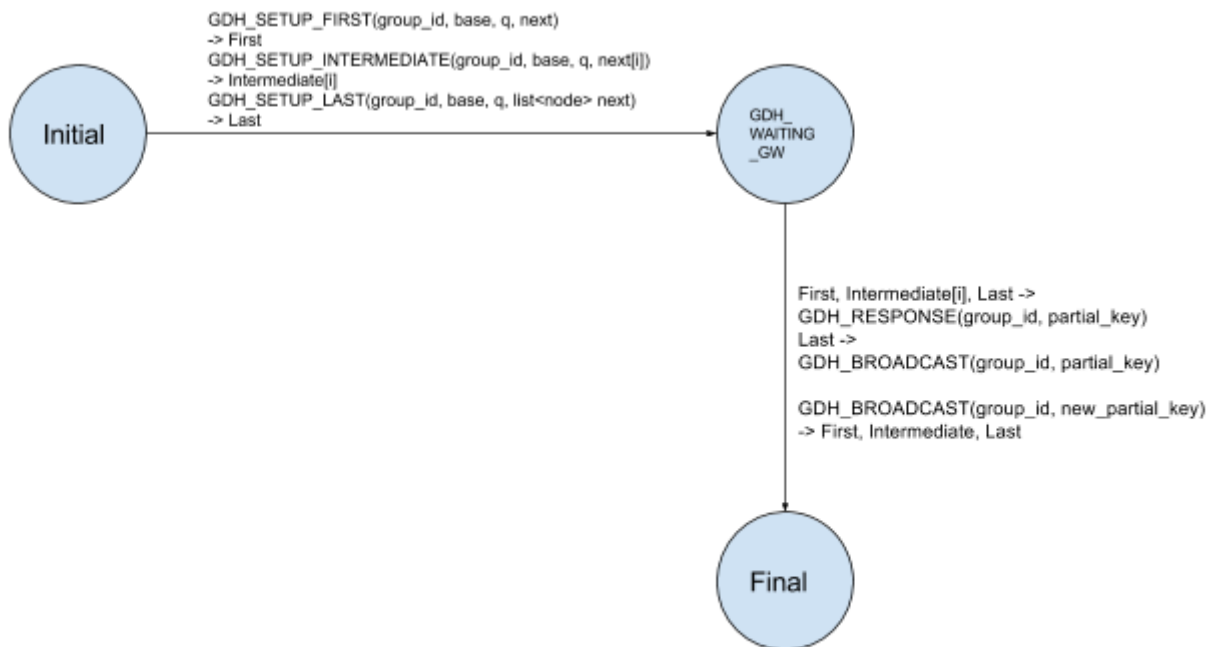 GDH_SETUP_FIRST(group_id, base, q, next)
-> First
GDH_SETUP_INTERMEDIATE(group_id, base, q, next[i])
-> Intermediate[i]
GDH_SETUP_LAST(group_id, base, q, list<node> next)
-> Last
Initial
GDH_
WAITING
_GW
First, Intermediate[i], Last ->
GDH_RESPONSE(group_id, partial_key)
Last ->
GDH_BROADCAST(group_id, partial_key)
GDH_BROADCAST(group_id, new_partial_key)
-> First, Intermediate, Last
Final